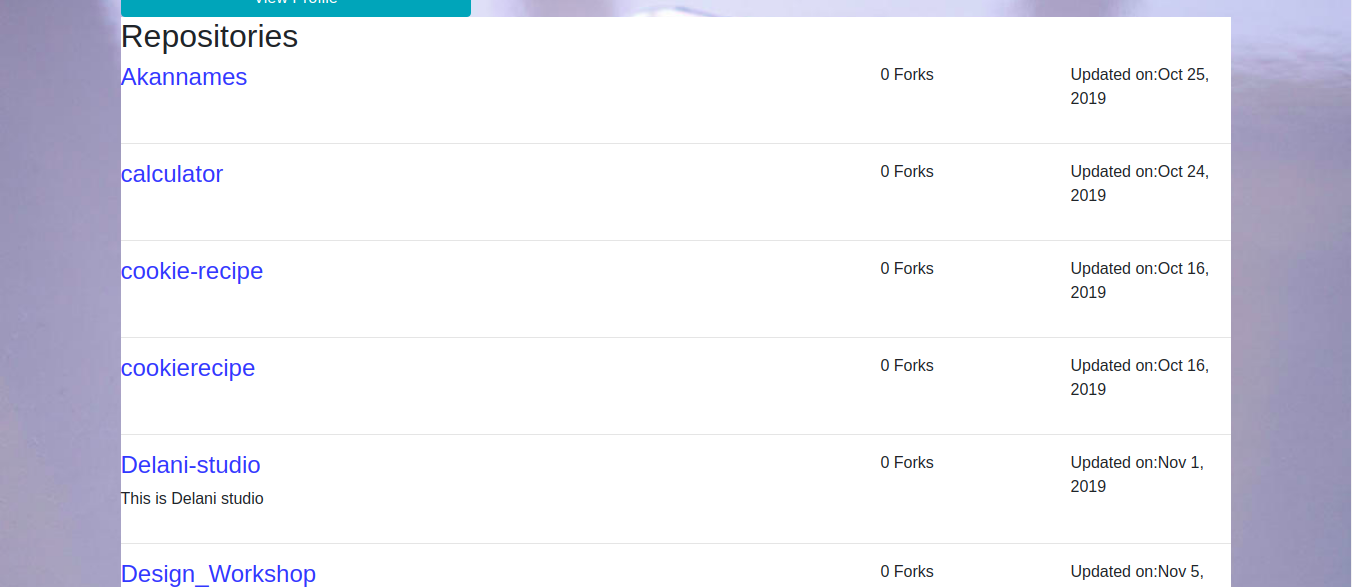 View Profile
Repositories
Akannames 0 Forks Updated on:Oct 25,
2019
calculator 0 Forks Updated on:Oct 24,
2019
cookie-recipe 0 Forks Updated on:Oct 16,
2019
cookierecipe 0 Forks Updated on:Oct 16,
2019
Delani-studio 0 Forks Updated on:Nov 1,
2019
This is Delani studio
Design_Workshop 0 Forks Updated on:Nov 5,